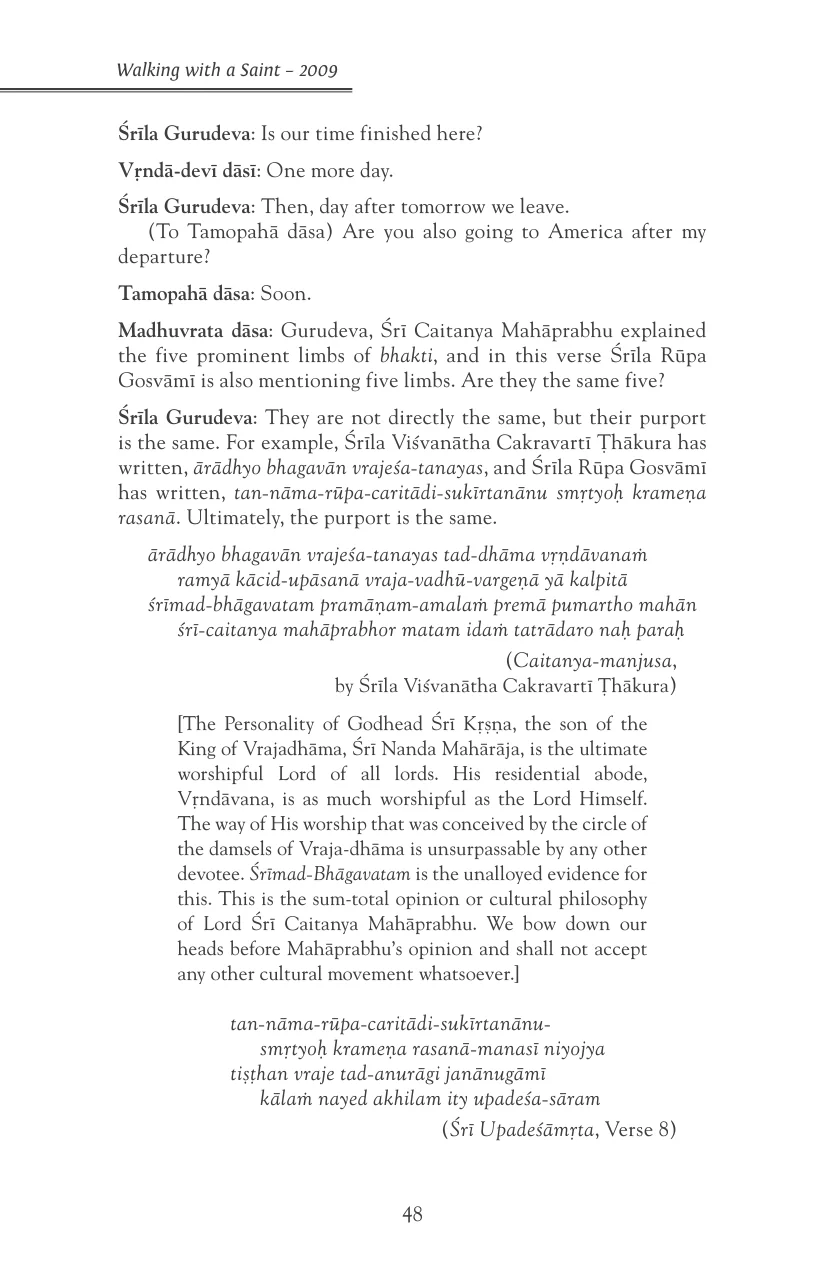 Walking with a Saint – 2009
Śrīla Gurudeva: Is our time finished here?
Vṛndā-devī dāsī: One more day.
Śrīla Gurudeva: Then, day after tomorrow we leave.
(To Tamopahā dāsa) Are you also going to America after my
departure?
Tamopahā dāsa: Soon.
Madhuvrata dāsa: Gurudeva, Śrī Caitanya Mahāprabhu explained
the five prominent limbs of bhakti, and in this verse Śrīla Rūpa
Gosvāmī is also mentioning five limbs. Are they the same five?
Śrīla Gurudeva: They are not directly the same, but their purport
is the same. For example, Śrīla Viśvanātha Cakravartī Ṭhākura has
written, ārādhyo bhagavān vrajeśa-tanayas, and Śrīla Rūpa Gosvāmī
has written, tan-nāma-rūpa-caritādi-sukīrtanānu smṛtyoḥ krameṇa
rasanā. Ultimately, the purport is the same.
ārādhyo bhagavān vrajeśa-tanayas tad-dhāma vṛṇdāvanaṁ
ramyā kācid-upāsanā vraja-vadhū-vargeṇā yā kalpitā
śrīmad-bhāgavatam pramāṇam-amalaṁ premā pumartho mahān
śrī-caitanya mahāprabhor matam idaṁ tatrādaro naḥ paraḥ
(Caitanya-manjusa,
by Śrīla Viśvanātha Cakravartī Ṭhākura)
[The Personality of Godhead Śrī Kṛṣṇa, the son of the
King of Vrajadhāma, Śrī Nanda Mahārāja, is the ultimate
worshipful Lord of all lords. His residential abode,
Vṛndāvana, is as much worshipful as the Lord Himself.
The way of His worship that was conceived by the circle of
the damsels of Vraja-dhāma is unsurpassable by any other
devotee. Śrīmad-Bhāgavatam is the unalloyed evidence for
this. This is the sum-total opinion or cultural philosophy
of Lord Śrī Caitanya Mahāprabhu. We bow down our
heads before Mahāprabhu’s opinion and shall not accept
any other cultural movement whatsoever.]
tan-nāma-rūpa-caritādi-sukīrtanānu-
smṛtyoḥ krameṇa rasanā-manasī niyojya
tiṣṭhan vraje tad-anurāgi janānugāmī
kālaṁ nayed akhilam ity upadeśa-sāram
(Śrī Upadeśāmṛta, Verse 8)
48